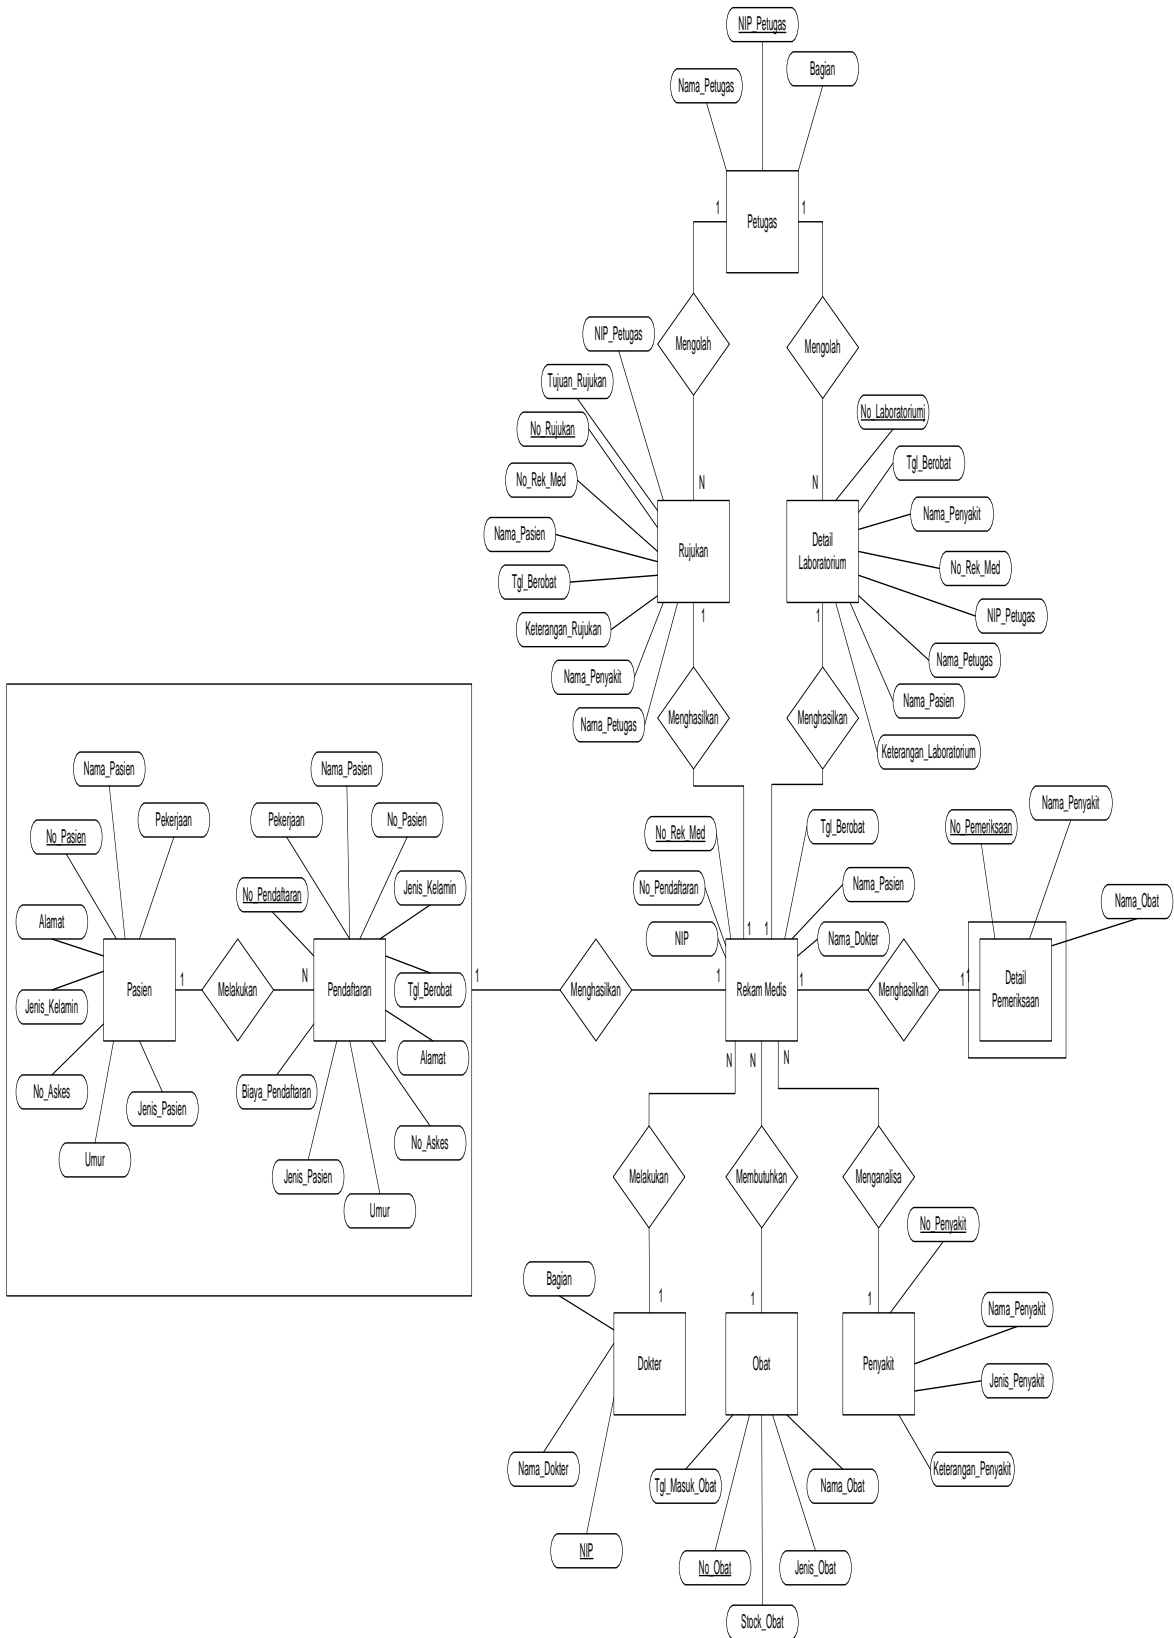 NIP_Petugas
Bagian
Nama_Petugas
1
1
Petugas
Mengolah
Mengolah
NIP_Petugas
Tujuan_Rujukan
No_Rujukan
No_Rek_Med
Nama_Pasien
Tgl_Berobat
Keterangan_Rujukan
Nama_Penyakit
Nama_Petugas
N
N
Rujukan
Detail
Laboratorium
No_Laboratoriumj
Tgl_Berobat
Nama_Penyakit
No_Rek_Med
NIP_Petugas
Nama_Petugas
Nama_Pasien
Keterangan_Laboratorium
1
1
Menghasilkan
Menghasilkan
Nama_Pasien
No_Pasien
Pekerjaan
Alamat
Jenis_Kelamin
No_Askes
Umur
Jenis_Pasien
Pasien
1
Melakukan
N
Pendaftaran
Nama_Pasien
Pekerjaan
No_Pasien
No_Pendaftaran
Jenis_Kelamin
Tgl_Berobat
Alamat
Biaya_Pendaftaran
No_Askes
Jenis_Pasien
Umur
1
Menghasilkan
1
No_Rek_Med
Tgl_Berobat
No_Pendaftaran
Nama_Pasien
NIP
Nama_Dokter
1
1
Rekam Medis
1
Menghasilkan
1
1
Detail
Pemeriksaan
No_Pemeriksaan
Nama_Penyakit
Nama_Obat
N
N
N
Melakukan
Membutuhkan
Menganalisa
1
1
1
Dokter
Obat
Penyakit
Bagian
Nama_Dokter
NIP
Tgl_Masuk_Obat
Nama_Obat
No_Obat
Jenis_Obat
Stock_Obat
No_Penyakit
Nama_Penyakit
Jenis_Penyakit
Keterangan_Penyakit